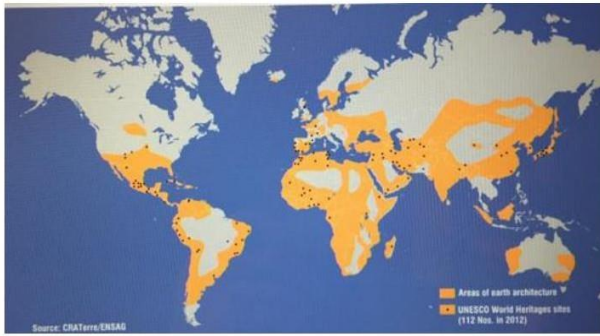 Areas of earth architecture
UNESCO World Heritages sites
(112 Nos. in 2012)
Source: CRATerre/ENSAG